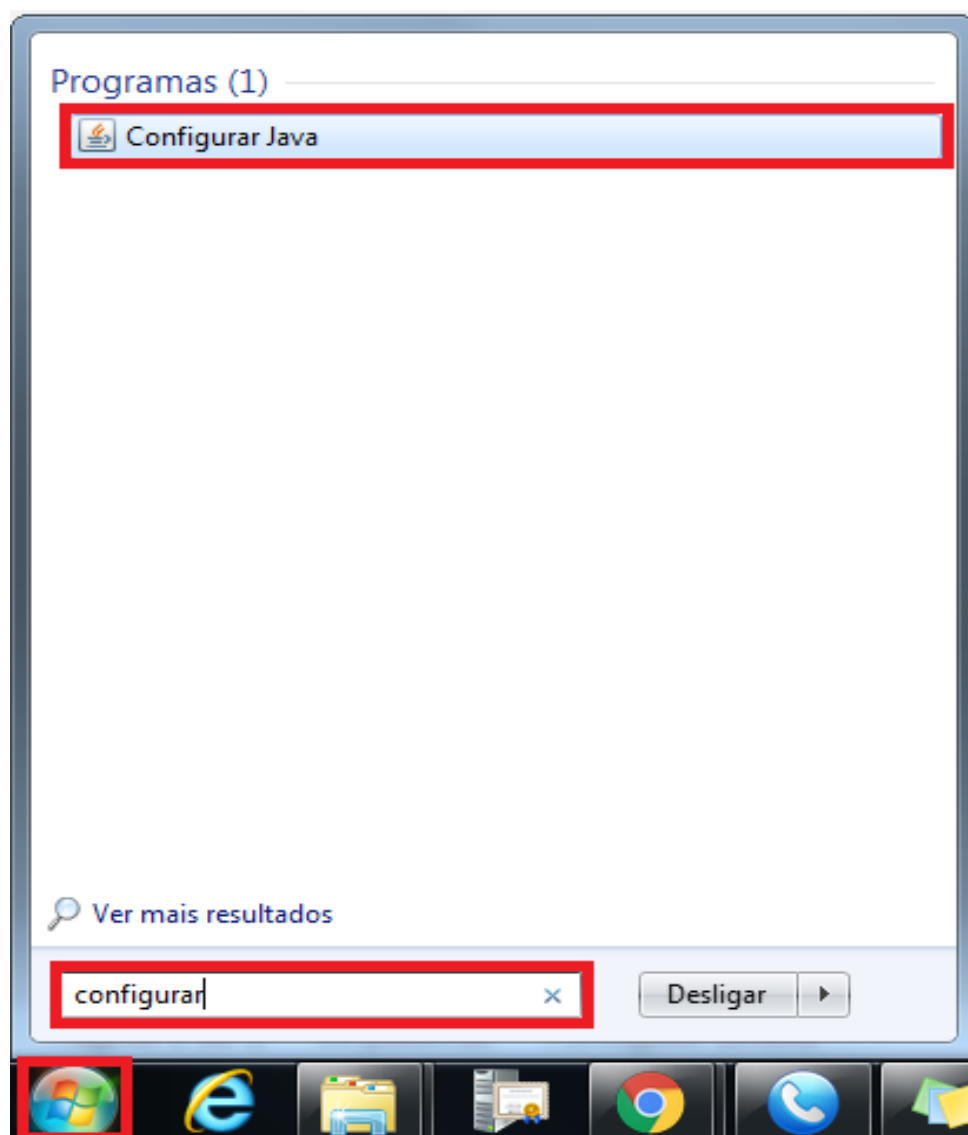 Programas (1)
Configurar Java
Ver mais resultados
configurar
Desligar